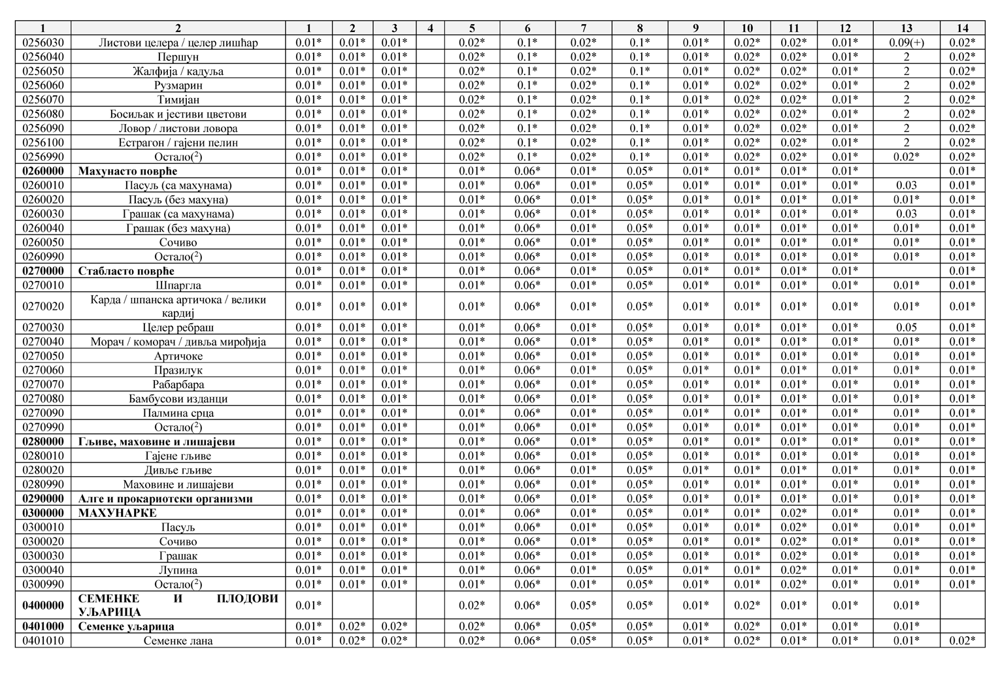 1 2 1 2 3 4 5 6 7 8 9 10 11 12 13 14
0256030 Листови целера / целер лишћар 0.01* 0.01* 0.01* 0.02* 0.1* 0.02* 0.1* 0.01* 0.02* 0.02* 0.01* 0.09(+) 0.02*
0256040 Першун 0.01* 0.01* 0.01* 0.02* 0.1* 0.02* 0.1* 0.01* 0.02* 0.02* 0.01* 2 0.02*
0256050 Жалфија / кадуља 0.01* 0.01* 0.01* 0.02* 0.1* 0.02* 0.1* 0.01* 0.02* 0.02* 0.01* 2 0.02*
0256060 Рузмарин 0.01* 0.01* 0.01* 0.02* 0.1* 0.02* 0.1* 0.01* 0.02* 0.02* 0.01* 2 0.02*
0256070 Тимијан 0.01* 0.01* 0.01* 0.02* 0.1* 0.02* 0.1* 0.01* 0.02* 0.02* 0.01* 2 0.02*
0256080 Босиљак и јестиви цветови 0.01* 0.01* 0.01* 0.02* 0.1* 0.02* 0.1* 0.01* 0.02* 0.02* 0.01* 2 0.02*
0256090 Ловор / листови ловора 0.01* 0.01* 0.01* 0.02* 0.1* 0.02* 0.1* 0.01* 0.02* 0.02* 0.01* 2 0.02*
0256100 Естрагон / гајени пелин 0.01* 0.01* 0.01* 0.02* 0.1* 0.02* 0.1* 0.01* 0.02* 0.02* 0.01* 2 0.02*
0256990 Остало(²) 0.01* 0.01* 0.01* 0.02* 0.1* 0.02* 0.1* 0.01* 0.02* 0.02* 0.01* 0.02* 0.02*
0260000 Махунасто поврће 0.01* 0.01* 0.01* 0.01* 0.06* 0.01* 0.05* 0.01* 0.01* 0.01* 0.01* 0.01*
0260010 Пасуљ (са махунама) 0.01* 0.01* 0.01* 0.01* 0.06* 0.01* 0.05* 0.01* 0.01* 0.01* 0.01* 0.03 0.01*
0260020 Пасуљ (без махуна) 0.01* 0.01* 0.01* 0.01* 0.06* 0.01* 0.05* 0.01* 0.01* 0.01* 0.01* 0.01* 0.01*
0260030 Грашак (са махунама) 0.01* 0.01* 0.01* 0.01* 0.06* 0.01* 0.05* 0.01* 0.01* 0.01* 0.01* 0.03 0.01*
0260040 Грашак (без махуна) 0.01* 0.01* 0.01* 0.01* 0.06* 0.01* 0.05* 0.01* 0.01* 0.01* 0.01* 0.01* 0.01*
0260050 Сочиво 0.01* 0.01* 0.01* 0.01* 0.06* 0.01* 0.05* 0.01* 0.01* 0.01* 0.01* 0.01* 0.01*
0260990 Остало(²) 0.01* 0.01* 0.01* 0.01* 0.06* 0.01* 0.05* 0.01* 0.01* 0.01* 0.01* 0.01* 0.01*
0270000 Стабласто поврће 0.01* 0.01* 0.01* 0.01* 0.06* 0.01* 0.05* 0.01* 0.01* 0.01* 0.01* 0.01*
0270010 Шпаргла 0.01* 0.01* 0.01* 0.01* 0.06* 0.01* 0.05* 0.01* 0.01* 0.01* 0.01* 0.01* 0.01*
0270020 Карда / шпанска артичока / велики
кардиј 0.01* 0.01* 0.01* 0.01* 0.06* 0.01* 0.05* 0.01* 0.01* 0.01* 0.01* 0.01* 0.01*
0270030 Целер ребраш 0.01* 0.01* 0.01* 0.01* 0.06* 0.01* 0.05* 0.01* 0.01* 0.01* 0.01* 0.05 0.01*
0270040 Морач / коморач / дивља мирођија 0.01* 0.01* 0.01* 0.01* 0.06* 0.01* 0.05* 0.01* 0.01* 0.01* 0.01* 0.01* 0.01*
0270050 Артичоке 0.01* 0.01* 0.01* 0.01* 0.06* 0.01* 0.05* 0.01* 0.01* 0.01* 0.01* 0.01* 0.01*
0270060 Празилук 0.01* 0.01* 0.01* 0.01* 0.06* 0.01* 0.05* 0.01* 0.01* 0.01* 0.01* 0.01* 0.01*
0270070 Рабарбара 0.01* 0.01* 0.01* 0.01* 0.06* 0.01* 0.05* 0.01* 0.01* 0.01* 0.01* 0.01* 0.01*
0270080 Бамбусови изданци 0.01* 0.01* 0.01* 0.01* 0.06* 0.01* 0.05* 0.01* 0.01* 0.01* 0.01* 0.01* 0.01*
0270090 Палмина срца 0.01* 0.01* 0.01* 0.01* 0.06* 0.01* 0.05* 0.01* 0.01* 0.01* 0.01* 0.01* 0.01*
0270990 Остало(²) 0.01* 0.01* 0.01* 0.01* 0.06* 0.01* 0.05* 0.01* 0.01* 0.01* 0.01* 0.01* 0.01*
0280000 Гљиве, маховине и лишајеви 0.01* 0.01* 0.01* 0.01* 0.06* 0.01* 0.05* 0.01* 0.01* 0.01* 0.01* 0.01* 0.01*
0280010 Гајене гљиве 0.01* 0.01* 0.01* 0.01* 0.06* 0.01* 0.05* 0.01* 0.01* 0.01* 0.01* 0.01* 0.01*
0280020 Дивље гљиве 0.01* 0.01* 0.01* 0.01* 0.06* 0.01* 0.05* 0.01* 0.01* 0.01* 0.01* 0.01* 0.01*
0280990 Маховине и лишајеви 0.01* 0.01* 0.01* 0.01* 0.06* 0.01* 0.05* 0.01* 0.01* 0.01* 0.01* 0.01* 0.01*
0290000 Алге и прокариотски организми 0.01* 0.01* 0.01* 0.01* 0.06* 0.01* 0.05* 0.01* 0.01* 0.01* 0.01* 0.01* 0.01*
0300000 МАХУНАРКЕ 0.01* 0.01* 0.01* 0.01* 0.06* 0.01* 0.05* 0.01* 0.01* 0.02* 0.01* 0.01* 0.01*
0300010 Пасуљ 0.01* 0.01* 0.01* 0.01* 0.06* 0.01* 0.05* 0.01* 0.01* 0.02* 0.01* 0.01* 0.01*
0300020 Сочиво 0.01* 0.01* 0.01* 0.01* 0.06* 0.01* 0.05* 0.01* 0.01* 0.02* 0.01* 0.01* 0.01*
0300030 Грашак 0.01* 0.01* 0.01* 0.01* 0.06* 0.01* 0.05* 0.01* 0.01* 0.02* 0.01* 0.01* 0.01*
0300040 Лупина 0.01* 0.01* 0.01* 0.01* 0.06* 0.01* 0.05* 0.01* 0.01* 0.02* 0.01* 0.01* 0.01*
0300990 Остало(²) 0.01* 0.01* 0.01* 0.01* 0.06* 0.01* 0.05* 0.01* 0.01* 0.02* 0.01* 0.01* 0.01*
0400000 СЕМЕНКЕ И ПЛОДОВИ
УЉАРИЦА 0.01* 0.02* 0.06* 0.05* 0.05* 0.01* 0.02* 0.01* 0.01* 0.01*
0401000 Семенке уљарица 0.01* 0.02* 0.02* 0.02* 0.06* 0.05* 0.05* 0.01* 0.02* 0.01* 0.01* 0.01*
0401010 Семенке лана 0.01* 0.02* 0.02* 0.02* 0.06* 0.05* 0.05* 0.01* 0.02* 0.01* 0.01* 0.01* 0.02*